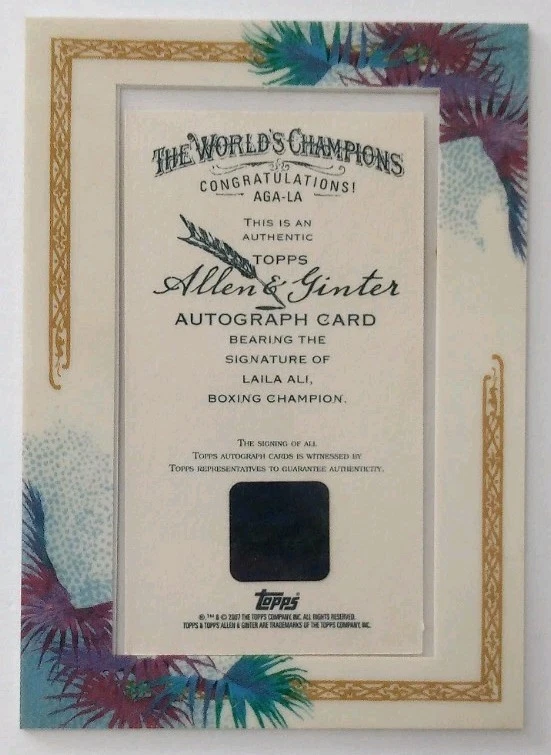 THE WORLD'S CHAMPIONS
CONGRATULATIONS!
AGA-LA
THIS IS AN
AUTHENTIC
TOPPS
Allen & Ginter
AUTOGRAPH CARD
BEARING THE
SIGNATURE OF
LAILA ALI,
BOXING CHAMPION.
THE SIGNING OF ALL
TOPPS AUTOGRAPH CARDS IS WITNESSED BY
TOPPS REPRESENTATIVES TO GUARANTEE AUTHENTICITY.
topps
®,™ & © 2007 THE TOPPS COMPANY, INC. ALL RIGHTS RESERVED.
TOPPS & TOPPS ALLEN & GINTER ARE TRADEMARKS OF THE TOPPS COMPANY, INC.